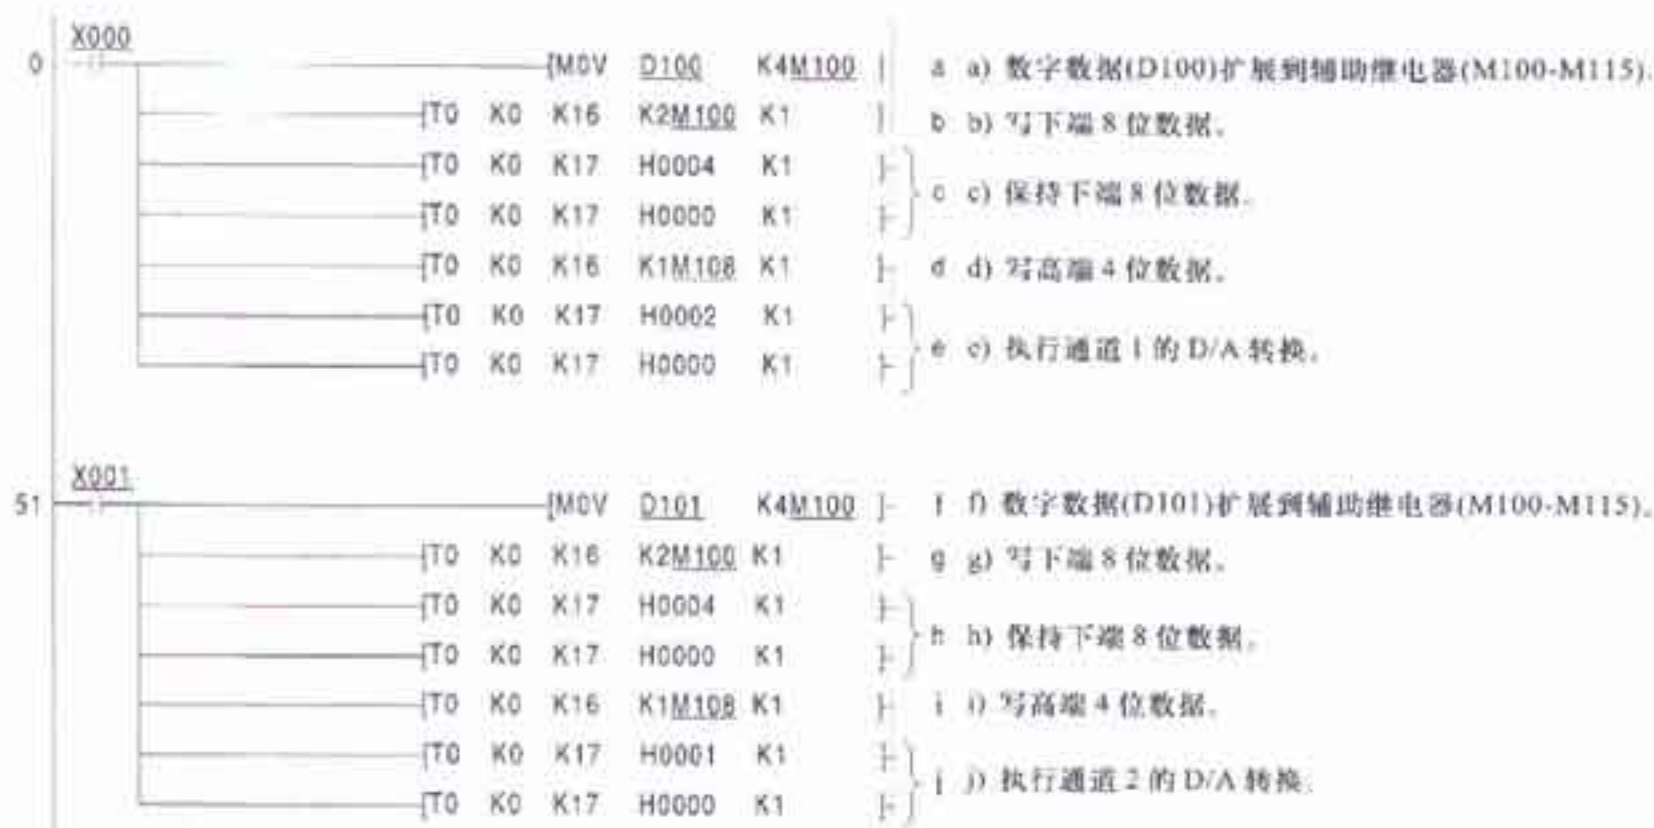 X000
0 [MOV D100 K4M100 a a) 数字数据(D100)扩展到辅助继电器(M100-M115).
[TO K0 K16 K2M100 K1 b b) 写下端 8 位数据。
[TO K0 K17 H0004 K1
c c) 保持下端 8 位数据。
[TO K0 K17 H0000 K1
[TO K0 K16 K1M108 K1 d d) 写高端 4 位数据。
[TO K0 K17 H0002 K1
e e) 执行通道 1 的 D/A 转换。
[TO K0 K17 H0000 K1
X001
51 [MOV D101 K4M100 ] f f) 数字数据(D101)扩展到辅助继电器(M100-M115)。
[TO K0 K16 K2M100 K1 g g) 写下端 8 位数据。
[TO K0 K17 H0004 K1
h h) 保持下端 8 位数据。
[TO K0 K17 H0000 K1
[TO K0 K16 K1M108 K1 i i) 写高端 4 位数据。
[TO K0 K17 H0001 K1
j j) 执行通道 2 的 D/A 转换
[TO K0 K17 H0000 K1